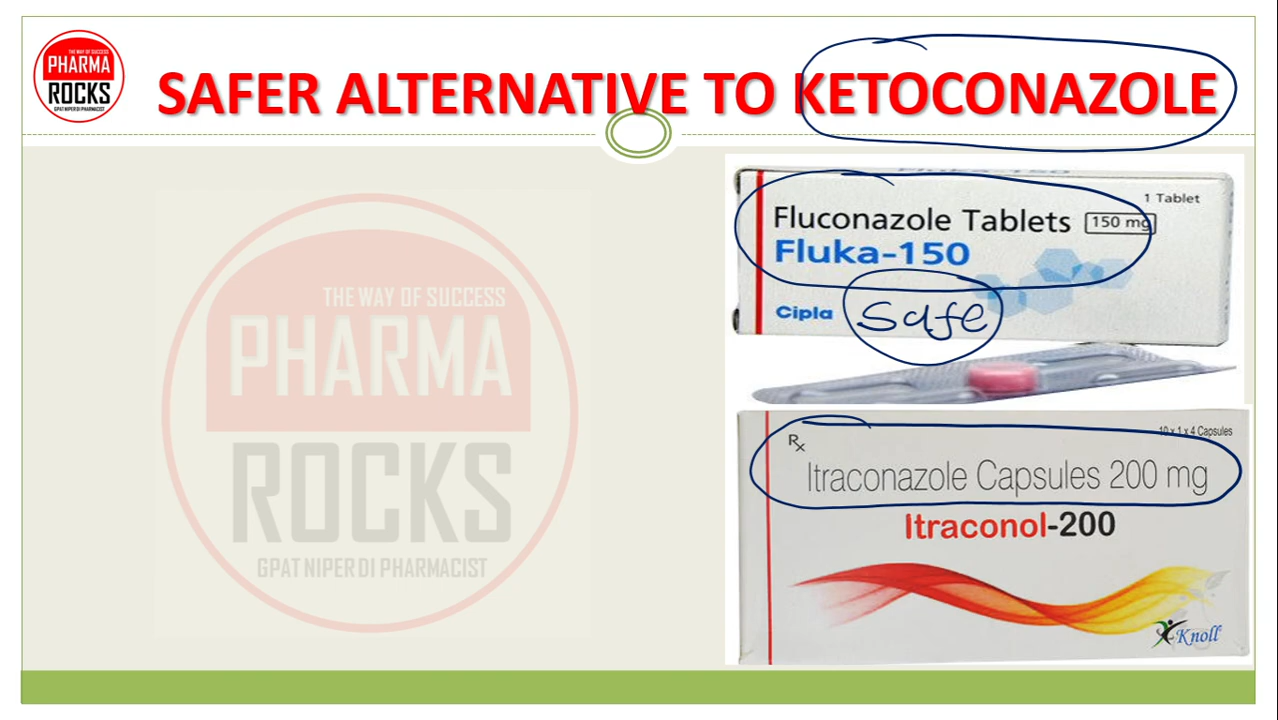 THE WAY OF SUCCESS
PHARMA
ROCKS
GPAT NIPER DI PHARMACIST
SAFER ALTERNATIVE TO KETOCONAZOLE
THE WAY OF SUCCESS
PHARMA
ROCKS
GPAT NIPER DI PHARMACIST
Fluka-150
1 Tablet
Fluconazole Tablets 150 mg
Fluka-150
Cipla
Safe
Rx
10 x 1 x 4 Capsules
Itraconazole Capsules 200 mg
Itraconol-200
Knoll